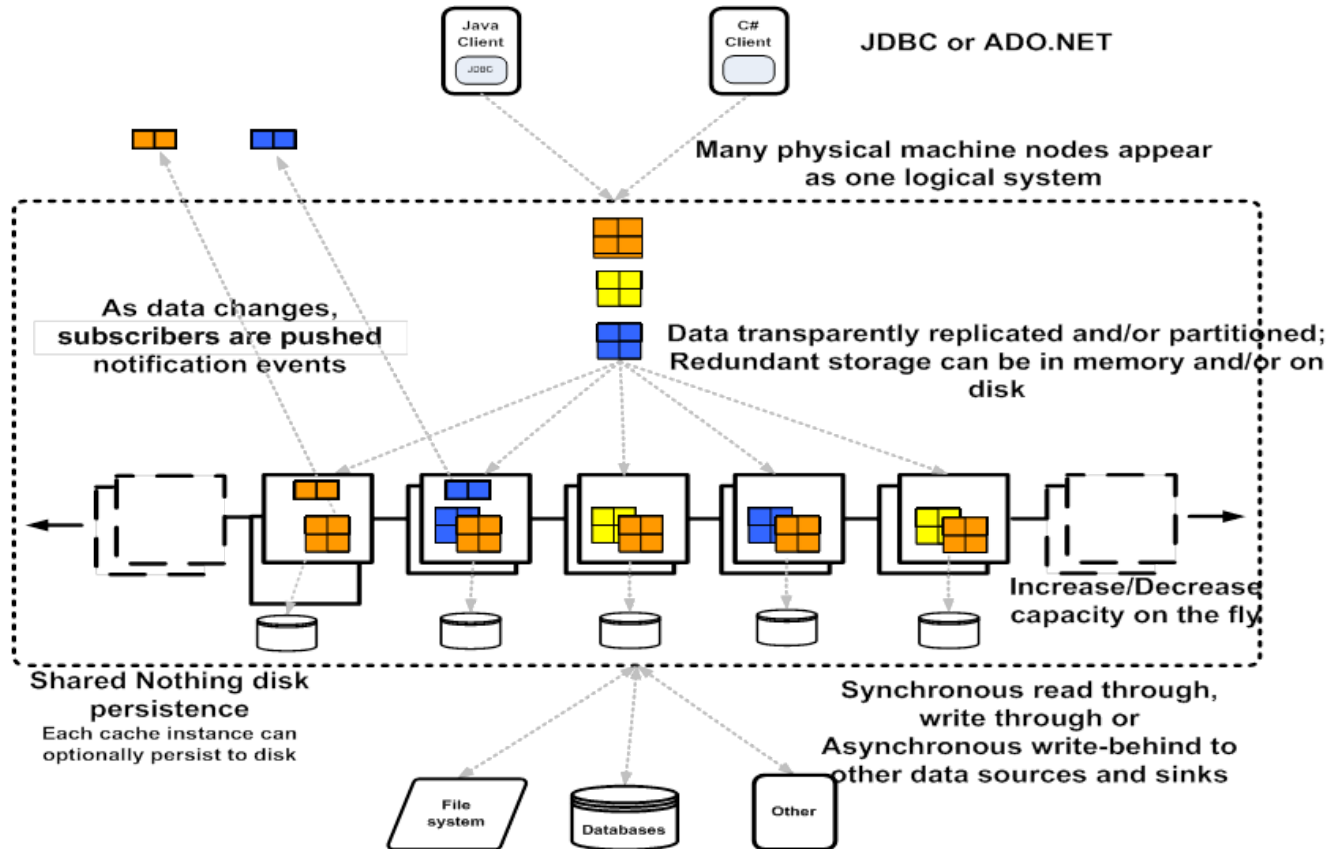 Java
Client
JDBC
C#
Client
JDBC or ADO.NET
Many physical machine nodes appear
as one logical system
As data changes,
subscribers are pushed
notification events
Data transparently replicated and/or partitioned;
Redundant storage can be in memory and/or on
disk
Increase/Decrease
capacity on the fly
Shared Nothing disk
persistence
Each cache instance can
optionally persist to disk
Synchronous read through,
write through or
Asynchronous write-behind to
other data sources and sinks
File
system
Databases
Other